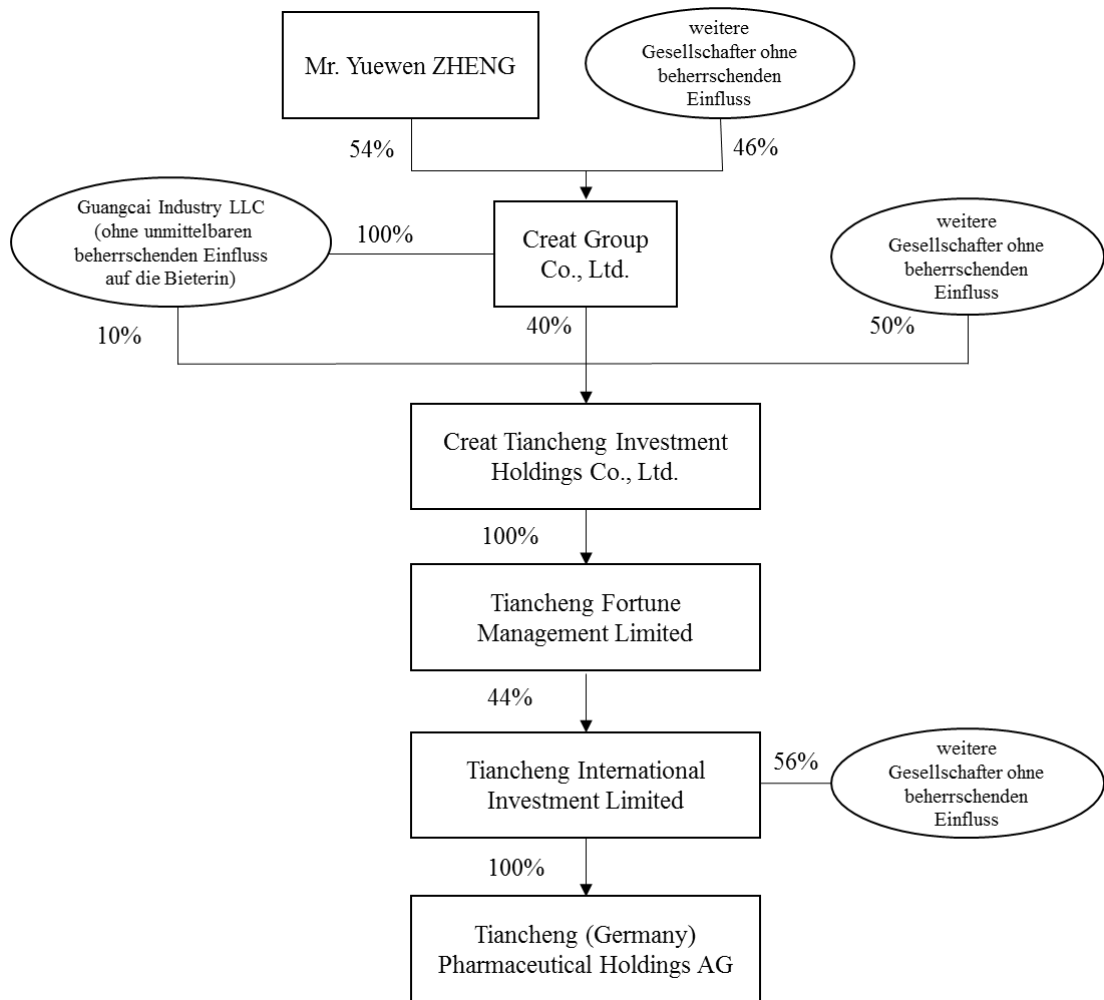 Mr. Yuewen ZHENG
weitere
Gesellschafter ohne
beherrschenden
Einfluss
54%
46%
Guangcai Industry LLC
(ohne unmittelbaren
beherrschenden Einfluss
auf die Bieterin)
100%
Creat Group
Co., Ltd.
weitere
Gesellschafter ohne
beherrschenden
Einfluss
10%
40%
50%
Creat Tiancheng Investment
Holdings Co., Ltd.
100%
Tiancheng Fortune
Management Limited
44%
Tiancheng International
Investment Limited
56%
weitere
Gesellschafter ohne
beherrschenden
Einfluss
100%
Tiancheng (Germany)
Pharmaceutical Holdings AG